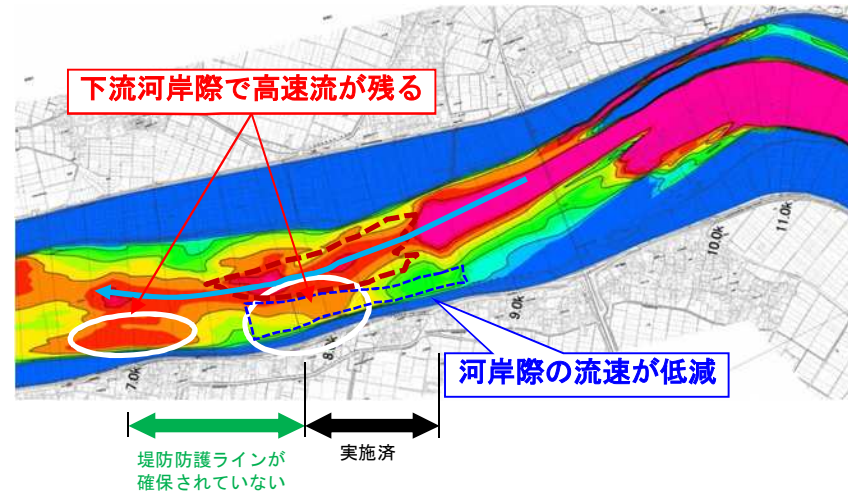 下流河岸際で高速流が残る
11.0k
10.0k
9.0k
8.0k
7.0k
河岸際の流速が低減
実施済
堤防防護ラインが
確保されていない